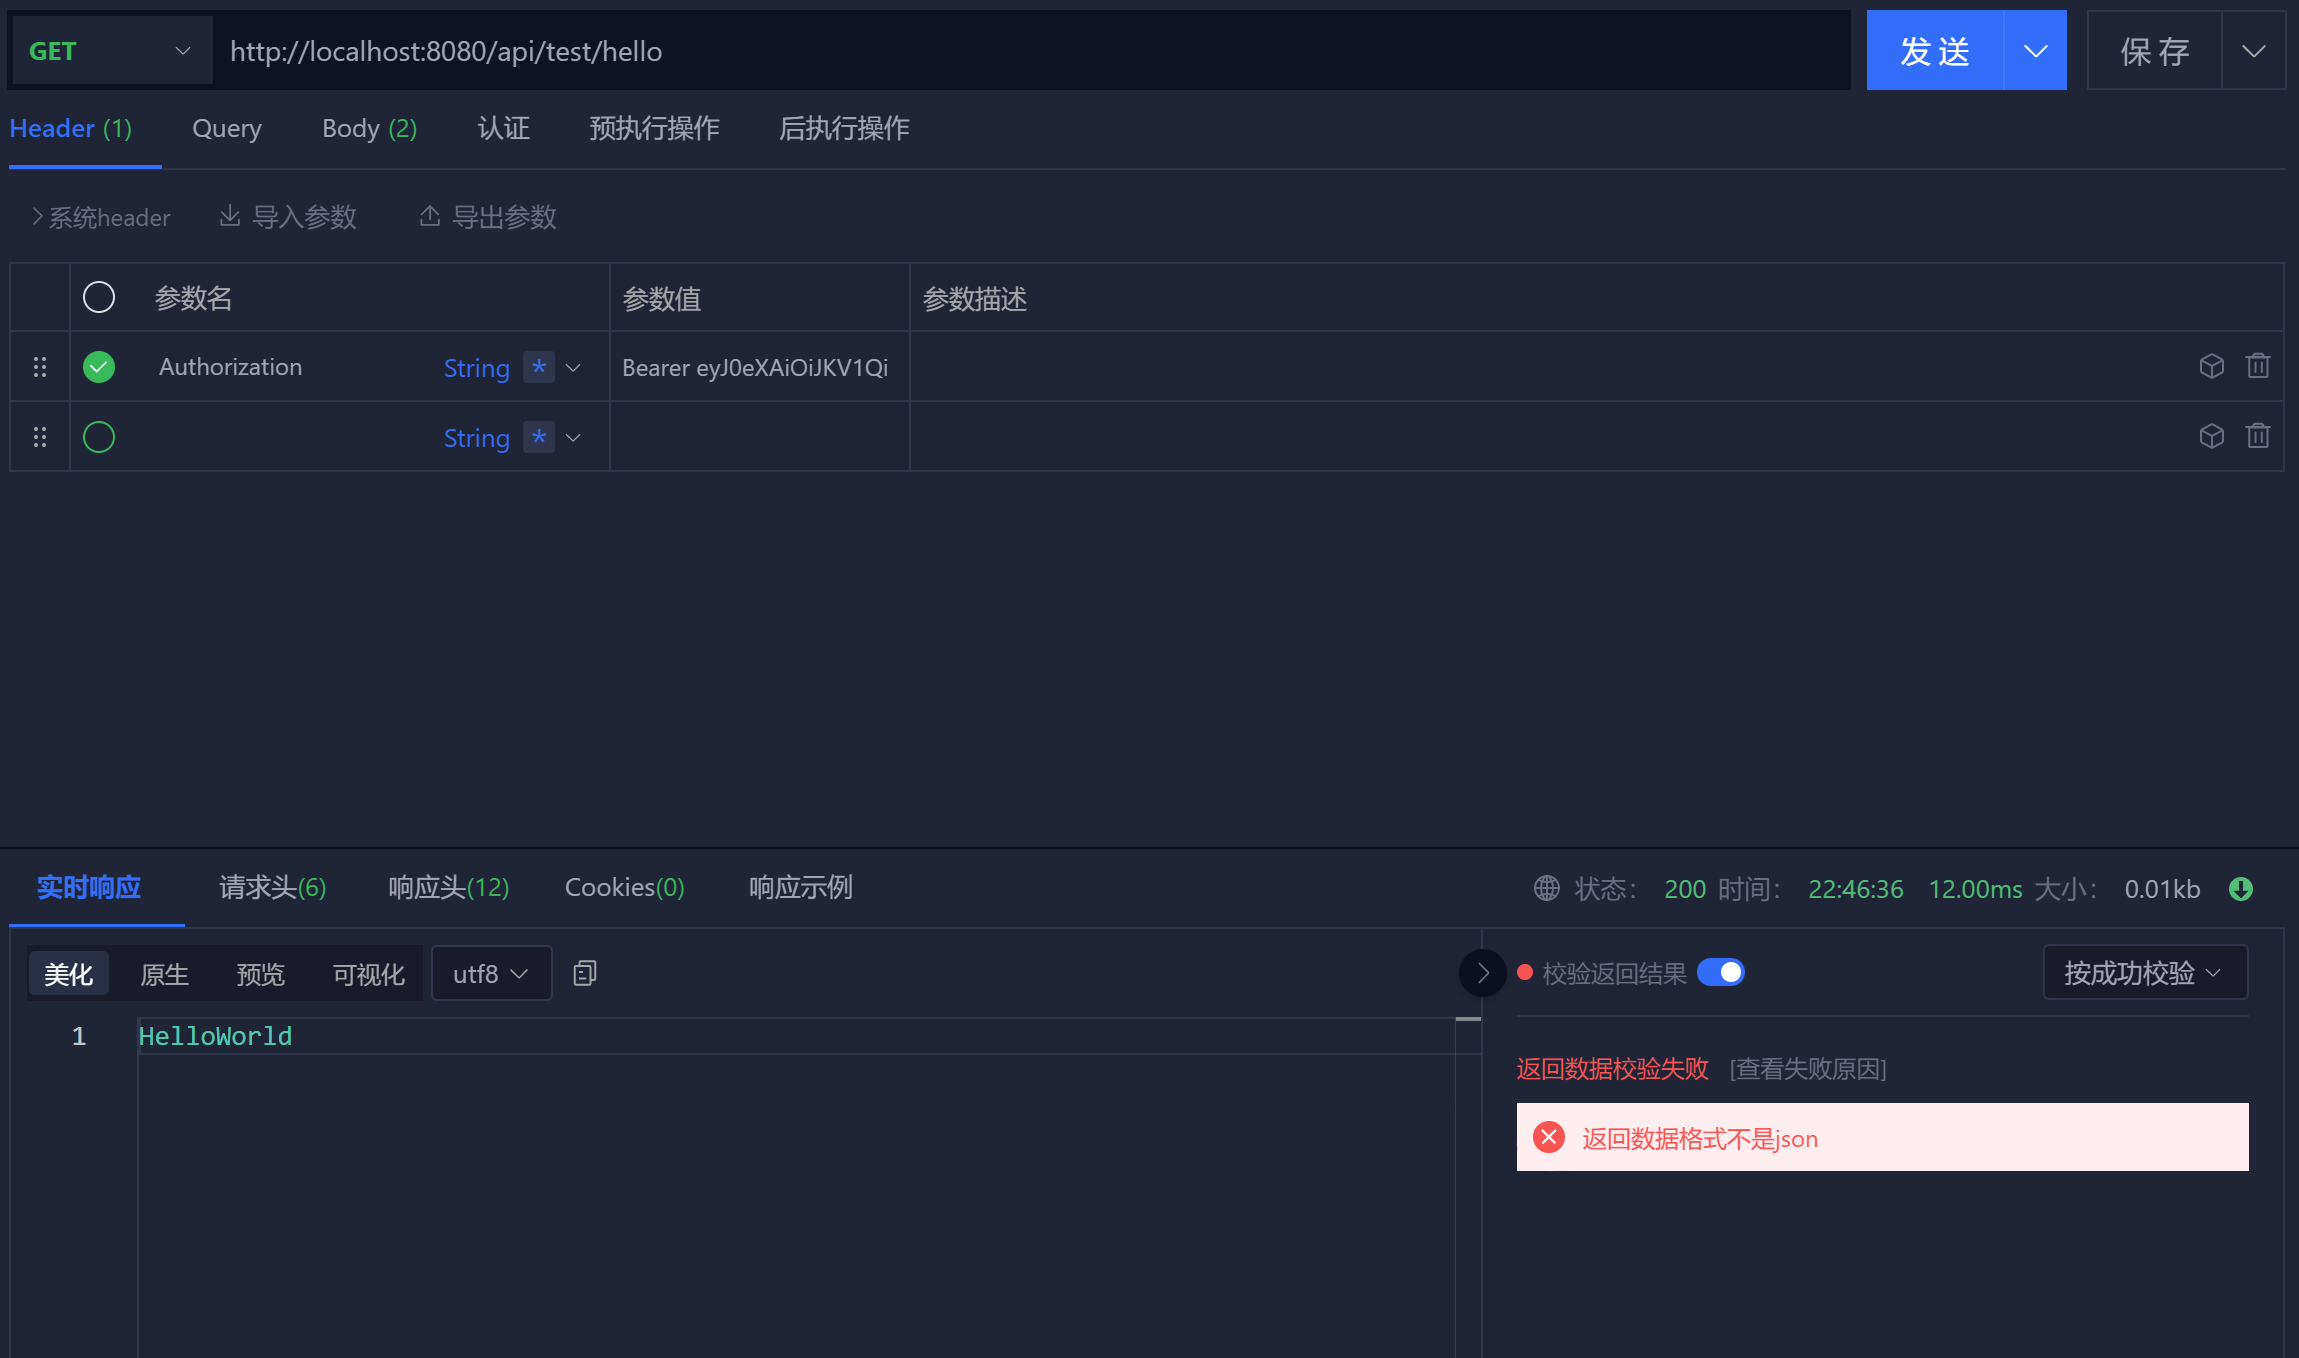 GET http://localhost:8080/api/test/hello 发送 保存
Header (1) Query Body (2) 认证 预执行操作 后执行操作
系统header 导入参数 导出参数
参数名 参数值 参数描述
Authorization String * Bearer eyJ0eXAiOiJKV1Qi
String *
实时响应 请求头(6) 响应头(12) Cookies(0) 响应示例 状态： 200 时间： 22:46:36 12.00ms 大小： 0.01kb
美化 原生 预览 可视化 utf8 校验返回结果 按成功校验
1 HelloWorld
返回数据校验失败 [查看失败原因]
返回数据格式不是json